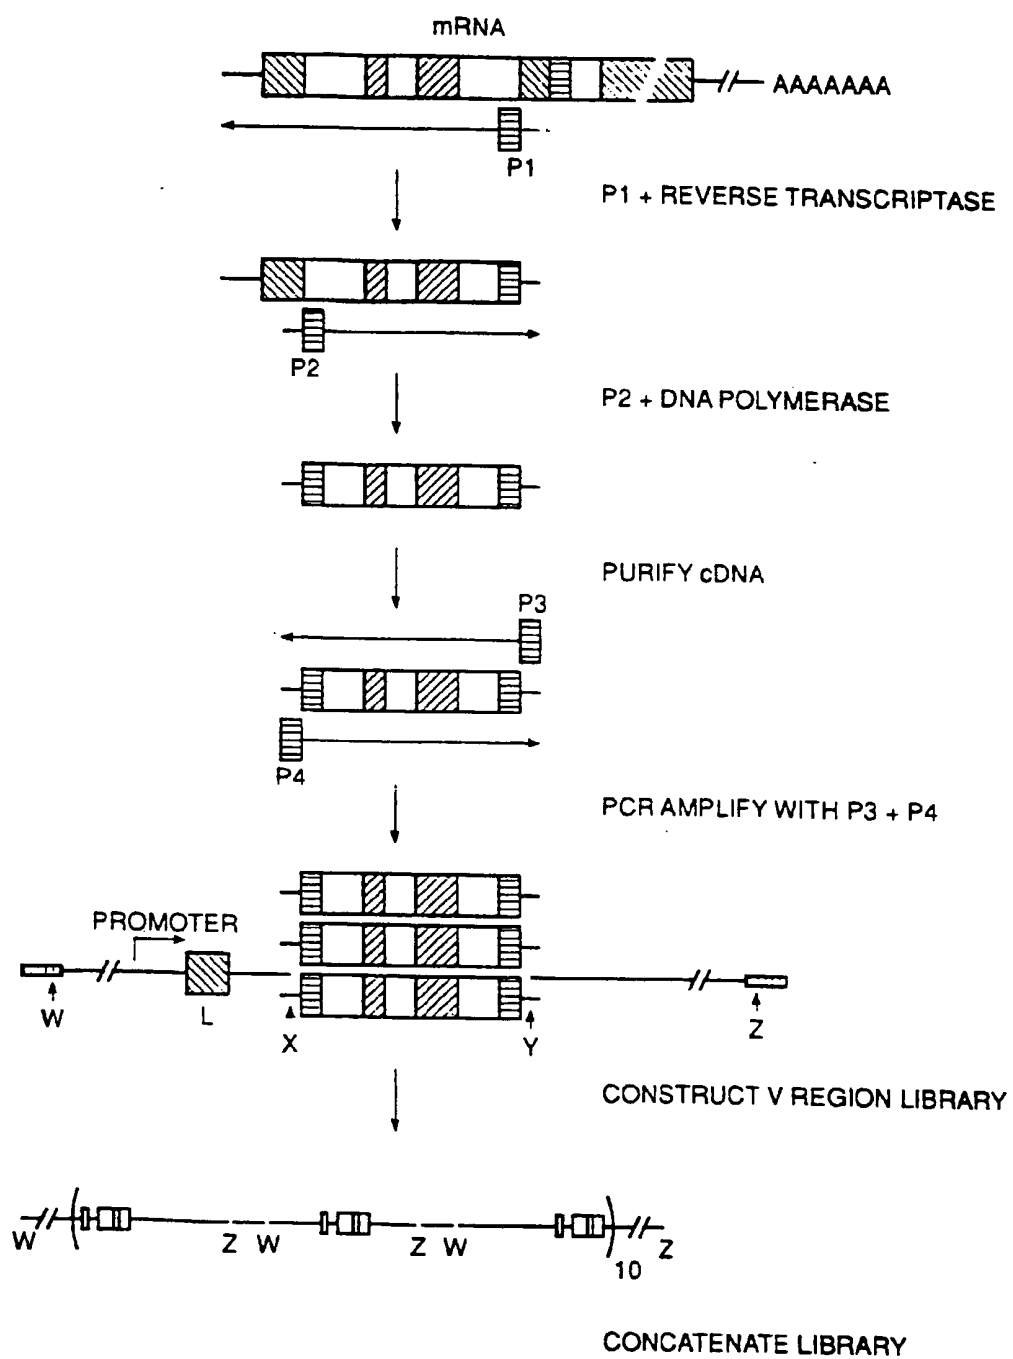 mRNA
AAAAAAA
P1
P1 + REVERSE TRANSCRIPTASE
P2
P2 + DNA POLYMERASE
PURIFY cDNA
P3
P4
PCR AMPLIFY WITH P3 + P4
PROMOTER
W
L
X
Y
Z
CONSTRUCT V REGION LIBRARY
W
Z W
Z W
10
Z
CONCATENATE LIBRARY